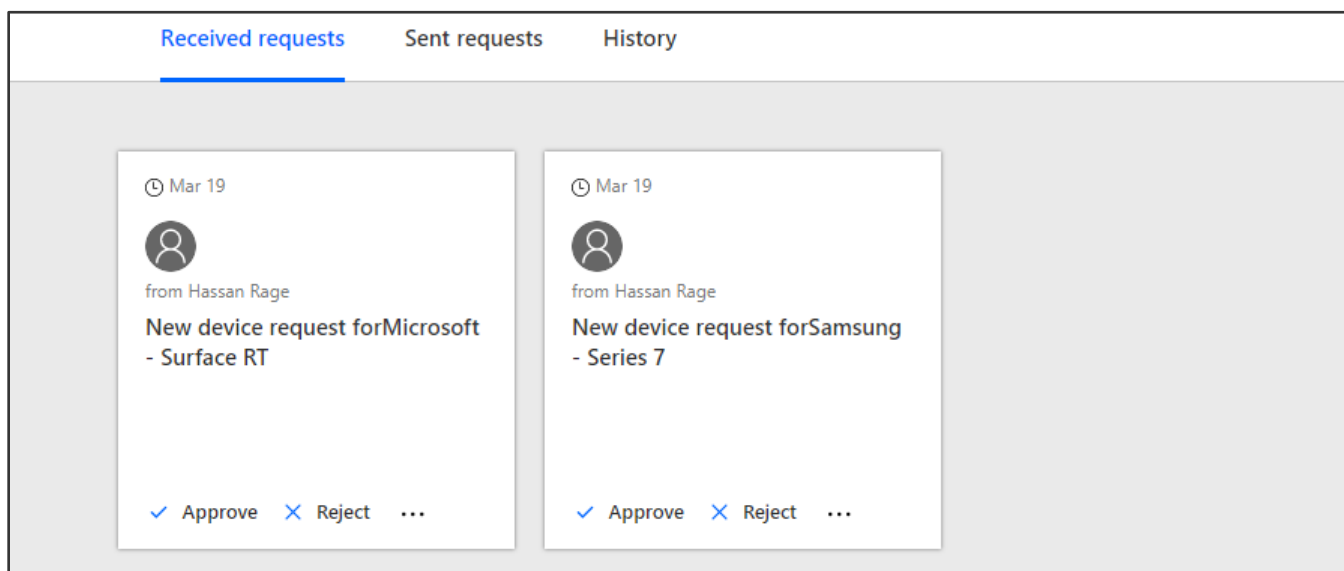 Received requests
Sent requests
History
Mar 19
from Hassan Rage
New device request forMicrosoft
- Surface RT
Approve
Reject
...
Mar 19
from Hassan Rage
New device request forSamsung
- Series 7
Approve
Reject
...